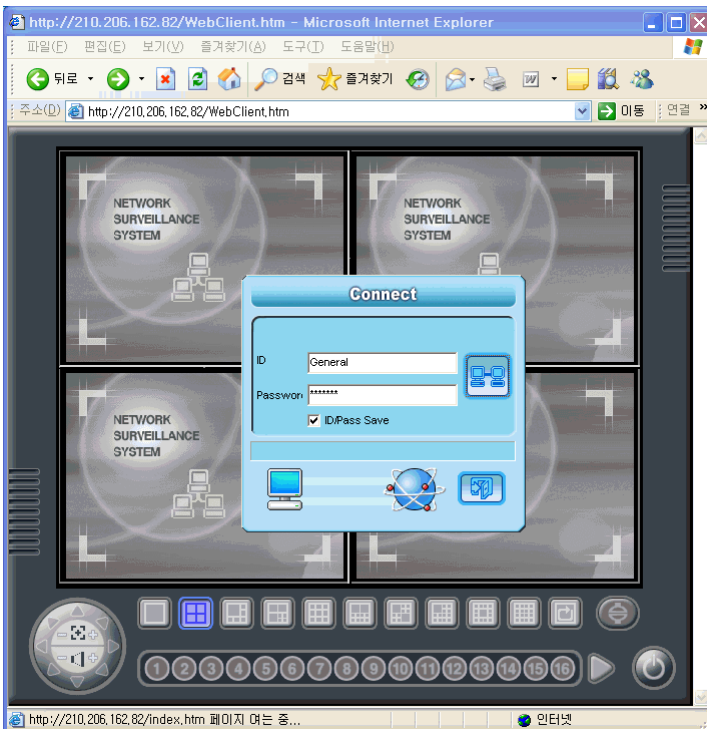 http://210.206.162.82/WebClient.htm - Microsoft Internet Explorer
파일(F) 편집(E) 보기(V) 즐겨찾기(A) 도구(T) 도움말(H)
뒤로 검색 즐겨찾기
주소(D) http://210,206,162,82/WebClient,htm 이동 연결 »
NETWORK
SURVEILLANCE
SYSTEM
NETWORK
SURVEILLANCE
SYSTEM
Connect
ID General
Passwor *******
ID/Pass Save
NETWORK
SURVEILLANCE
SYSTEM
1 2 3 4 5 6 7 8 9 10 11 12 13 14 15 16
http://210,206,162,82/index,htm 페이지 여는 중... 인터넷